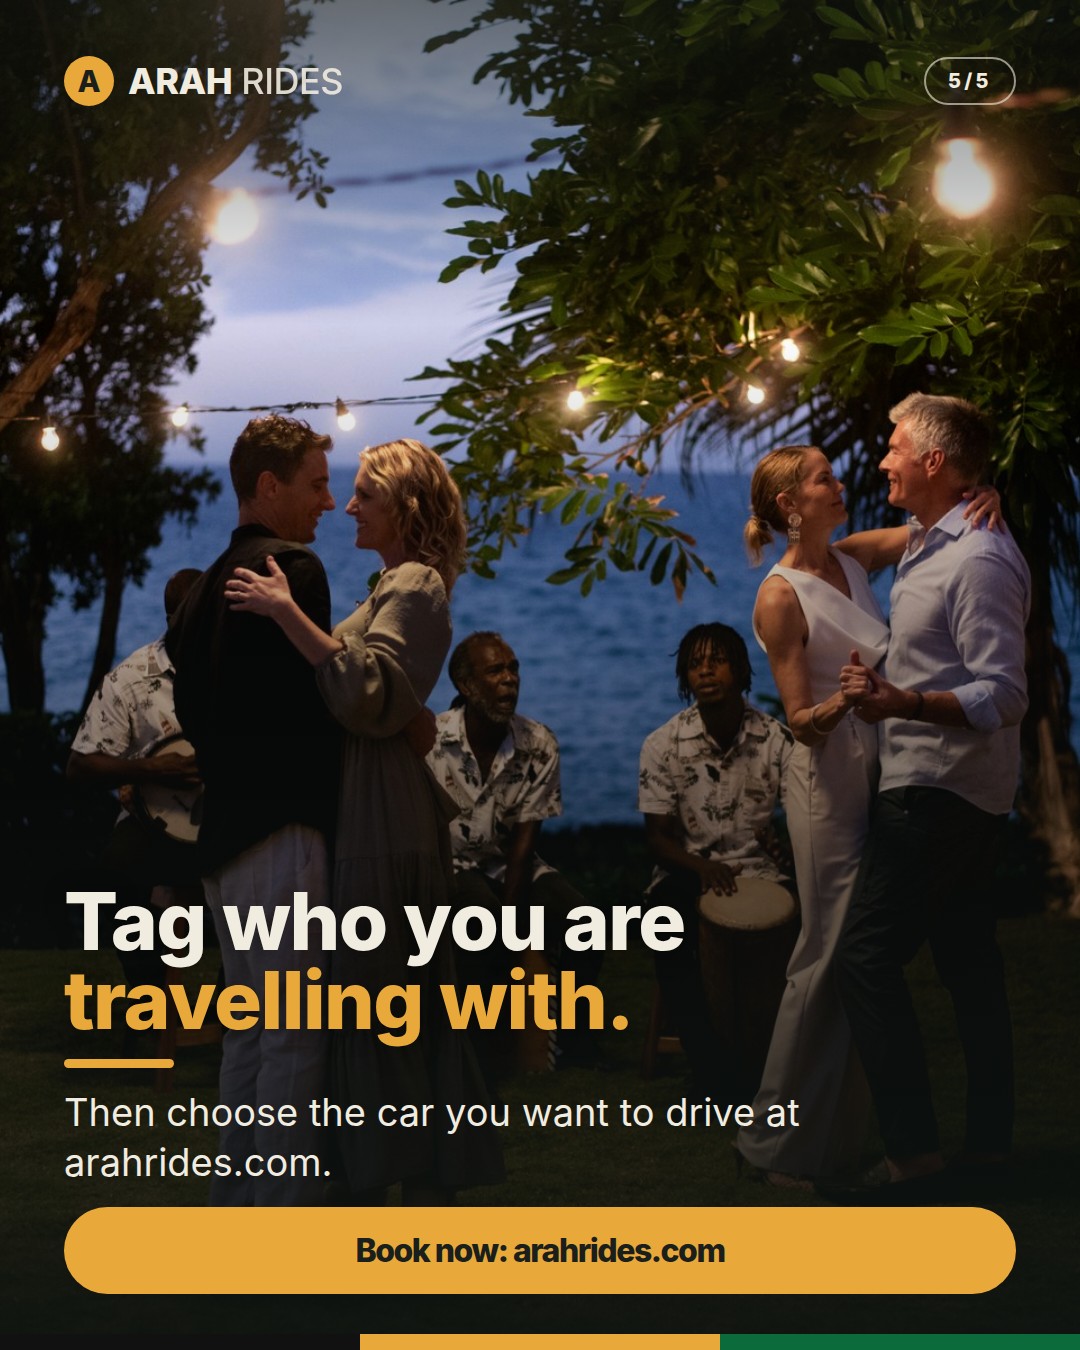 A ARAH RIDES
5/5
Tag who you are
travelling with.
Then choose the car you want to drive at
arahrides.com.
Book now: arahrides.com